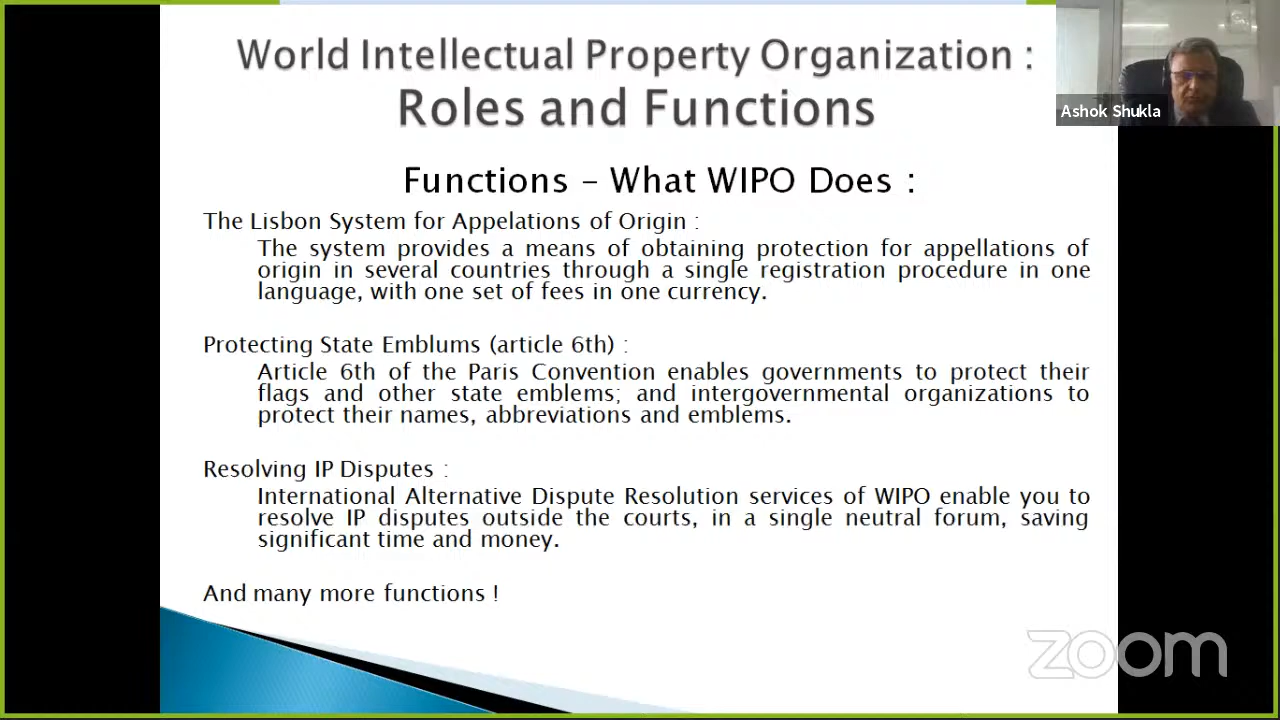 World Intellectual Property Organization :
Roles and Functions
Ashok Shukla
Functions – What WIPO Does :
The Lisbon System for Appelations of Origin :
The system provides a means of obtaining protection for appellations of
origin in several countries through a single registration procedure in one
language, with one set of fees in one currency.
Protecting State Emblums (article 6th) :
Article 6th of the Paris Convention enables governments to protect their
flags and other state emblems; and intergovernmental organizations to
protect their names, abbreviations and emblems.
Resolving IP Disputes :
International Alternative Dispute Resolution services of WIPO enable you to
resolve IP disputes outside the courts, in a single neutral forum, saving
significant time and money.
And many more functions !
zoom